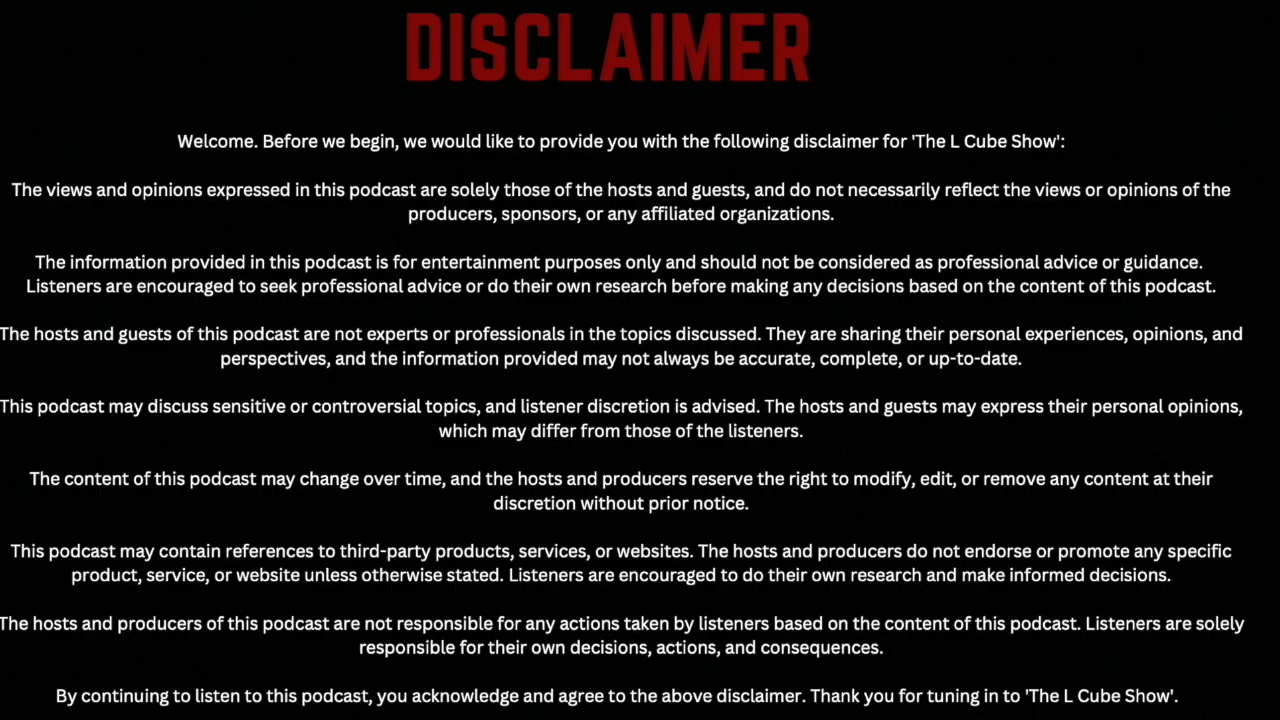 DISCLAIMER
Welcome. Before we begin, we would like to provide you with the following disclaimer for 'The L Cube Show':
The views and opinions expressed in this podcast are solely those of the hosts and guests, and do not necessarily reflect the views or opinions of the
producers, sponsors, or any affiliated organizations.
The information provided in this podcast is for entertainment purposes only and should not be considered as professional advice or guidance.
Listeners are encouraged to seek professional advice or do their own research before making any decisions based on the content of this podcast.
The hosts and guests of this podcast are not experts or professionals in the topics discussed. They are sharing their personal experiences, opinions, and
perspectives, and the information provided may not always be accurate, complete, or up-to-date.
This podcast may discuss sensitive or controversial topics, and listener discretion is advised. The hosts and guests may express their personal opinions,
which may differ from those of the listeners.
The content of this podcast may change over time, and the hosts and producers reserve the right to modify, edit, or remove any content at their
discretion without prior notice.
This podcast may contain references to third-party products, services, or websites. The hosts and producers do not endorse or promote any specific
product, service, or website unless otherwise stated. Listeners are encouraged to do their own research and make informed decisions.
The hosts and producers of this podcast are not responsible for any actions taken by listeners based on the content of this podcast. Listeners are solely
responsible for their own decisions, actions, and consequences.
By continuing to listen to this podcast, you acknowledge and agree to the above disclaimer. Thank you for tuning in to 'The L Cube Show'.